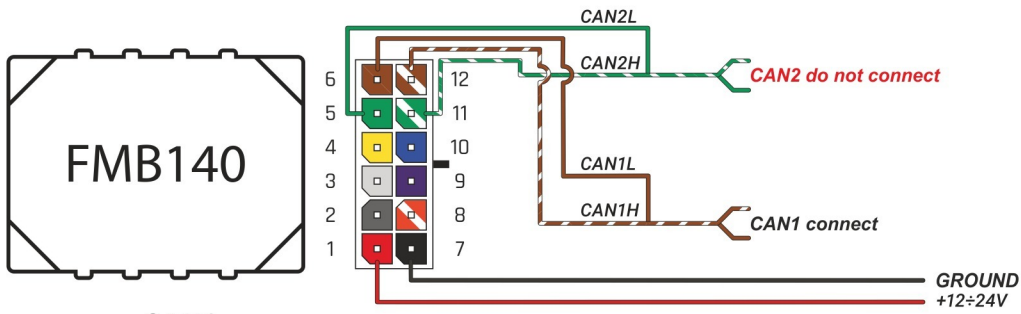 CAN2L
CAN2H
CAN2 do not connect
FMB140
6 12
5 11
4 10
3 9
2 8
1 7
CAN1L
CAN1H
CAN1 connect
GROUND
+12÷24V